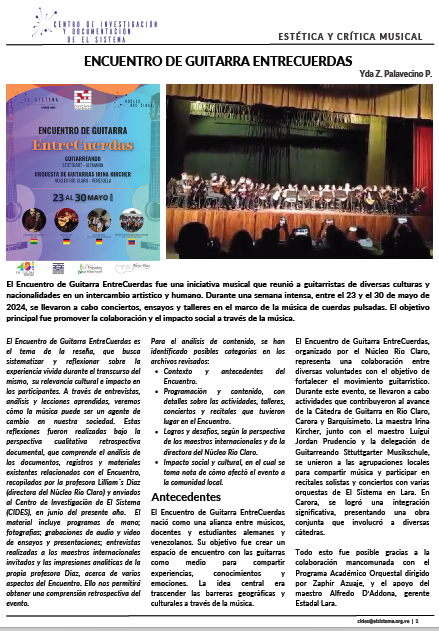 CENTRO DE INVESTIGACIÓN
Y DOCUMENTACIÓN
DE EL SISTEMA
ESTÉTICA Y CRÍTICA MUSICAL
ENCUENTRO DE GUITARRA ENTRECUERDAS
Yda Z. Palavecino P.
EL SISTEMA
NÚCLEO
RÍO CLARO
ENCUENTRO DE GUITARRA
EntreCuerdas
GUITARREANDO
STUTTGART - ALEMANIA
ORQUESTA DE GUITARRAS IRINA KIRCHER
NÚCLEO RÍO CLARO - VENEZUELA
23 AL 30 MAYO
El Encuentro de Guitarra EntreCuerdas fue una iniciativa musical que reunió a guitarristas de diversas culturas y
nacionalidades en un intercambio artístico y humano. Durante una semana intensa, entre el 23 y el 30 de mayo de
2024, se llevaron a cabo conciertos, ensayos y talleres en el marco de la música de cuerdas pulsadas. El objetivo
principal fue promover la colaboración y el impacto social a través de la música.
El Encuentro de Guitarra EntreCuerdas es
el tema de la reseña, que busca
sistematizar y reflexionar sobre la
experiencia vivida durante el transcurso del
mismo, su relevancia cultural e impacto en
los participantes. A través de entrevistas,
análisis y lecciones aprendidas, veremos
cómo la música puede ser un agente de
cambio en nuestra sociedad. Estas
reflexiones fueron realizadas bajo la
perspectiva cualitativa retrospectiva
documental, que comprende el análisis de
los documentos, registros y materiales
existentes relacionados con el Encuentro,
recopilados por la profesora Lilliam´s Díaz
(directora del Núcleo Río Claro) y enviados
al Centro de Investigación de El Sistema
(CIDES), en junio del presente año. El
material incluye programas de mano;
fotografías; grabaciones de audio y video
de ensayos y presentaciones; entrevistas
realizadas a los maestros internacionales
invitados y las impresiones analíticas de la
propia profesora Díaz, acerca de varios
aspectos del Encuentro. Ello nos permitirá
obtener una comprensión retrospectiva del
evento.
Para el análisis de contenido, se han
identificado posibles categorías en los
archivos revisados:
• Contexto y antecedentes del
Encuentro.
• Programación y contenido, con
detalles sobre las actividades, talleres,
conciertos y recitales que tuvieron
lugar en el Encuentro.
• Logros y desafíos, según la perspectiva
de los maestros internacionales y de la
directora del Núcleo Río Claro.
• Impacto social y cultural, en el cual se
toma nota de cómo afectó el evento a
la comunidad local.
Antecedentes
El Encuentro de Guitarra EntreCuerdas
nació como una alianza entre músicos,
docentes y estudiantes alemanes y
venezolanos. Su objetivo fue crear un
espacio de encuentro con las guitarras
como medio para compartir
experiencias, conocimientos y
emociones. La idea central era
trascender las barreras geográficas y
culturales a través de la música.
El Encuentro de Guitarra EntreCuerdas,
organizado por el Núcleo Río Claro,
representa una colaboración entre
diversas voluntades con el objetivo de
fortalecer el movimiento guitarrístico.
Durante este evento, se llevaron a cabo
actividades que contribuyeron al avance
de la Cátedra de Guitarra en Río Claro,
Carora y Barquisimeto. La maestra Irina
Kircher, junto con el maestro Luigui
Jordan Prudencio y la delegación de
Guitarreando Sttuttgarter Musikschule,
se unieron a las agrupaciones locales
para compartir música y participar en
recitales solistas y conciertos con varias
orquestas de El Sistema en Lara. En
Carora, se logró una integración
significativa, presentando una obra
conjunta que involucró a diversas
cátedras.
Todo esto fue posible gracias a la
colaboración mancomunada con el
Programa Académico Orquestal dirigido
por Zaphir Azuaje, y el apoyo del
maestro Alfredo D'Addona, gerente
Estadal Lara.
cides@elsistema.org.ve | 1